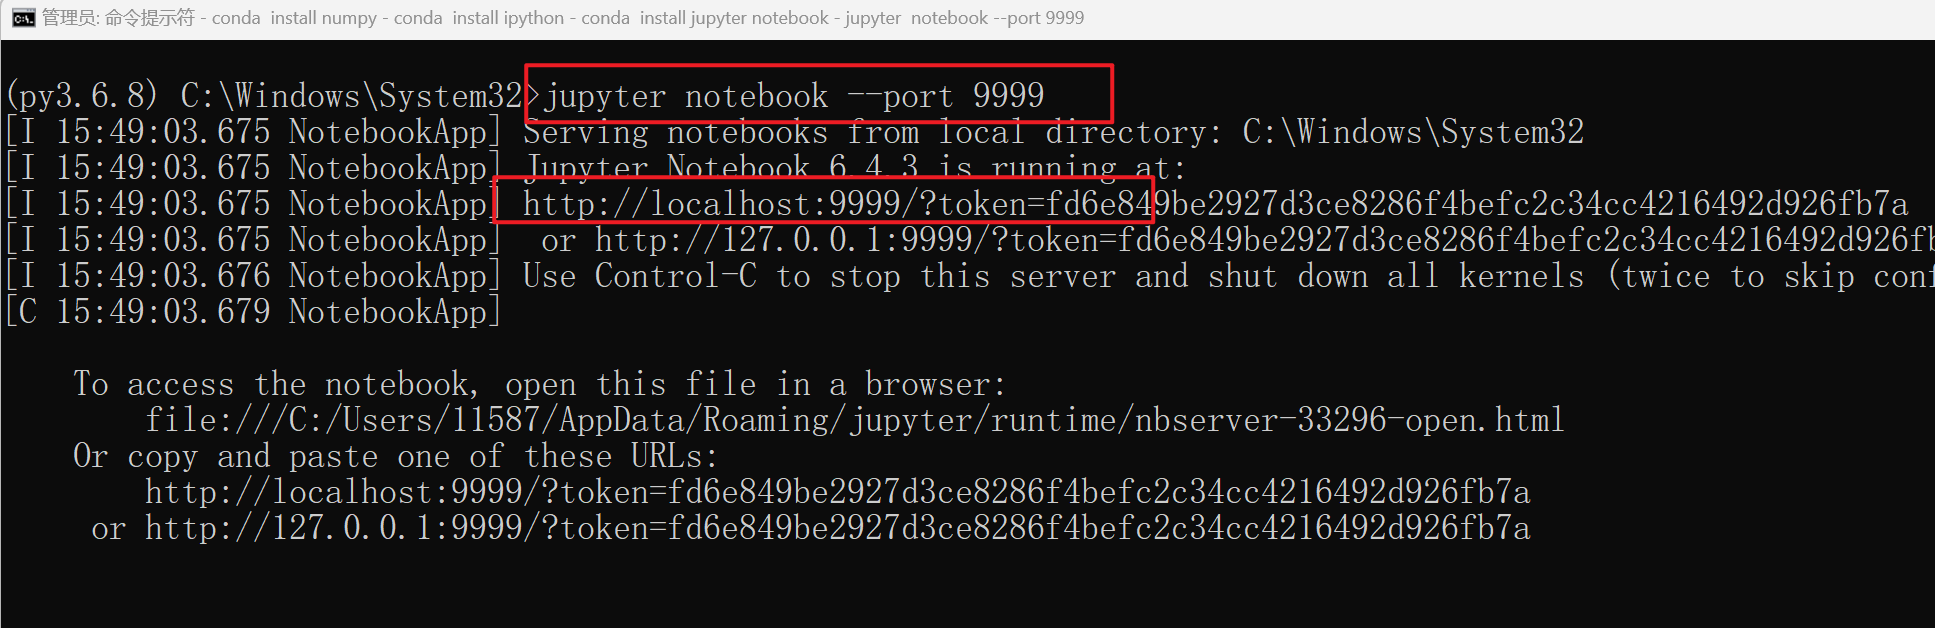 管理员: 命令提示符 - conda  install numpy - conda  install ipython - conda  install jupyter notebook - jupyter  notebook --port 9999
(py3.6.8) C:\Windows\System32>jupyter notebook --port 9999
[I 15:49:03.675 NotebookApp] Serving notebooks from local directory: C:\Windows\System32
[I 15:49:03.675 NotebookApp] Jupyter Notebook 6.4.3 is running at:
[I 15:49:03.675 NotebookApp] http://localhost:9999/?token=fd6e849be2927d3ce8286f4befc2c34cc4216492d926fb7a
[I 15:49:03.675 NotebookApp]  or http://127.0.0.1:9999/?token=fd6e849be2927d3ce8286f4befc2c34cc4216492d926fb
[I 15:49:03.676 NotebookApp] Use Control-C to stop this server and shut down all kernels (twice to skip conf
[C 15:49:03.679 NotebookApp]
To access the notebook, open this file in a browser:
file:///C:/Users/11587/AppData/Roaming/jupyter/runtime/nbserver-33296-open.html
Or copy and paste one of these URLs:
http://localhost:9999/?token=fd6e849be2927d3ce8286f4befc2c34cc4216492d926fb7a
or http://127.0.0.1:9999/?token=fd6e849be2927d3ce8286f4befc2c34cc4216492d926fb7a